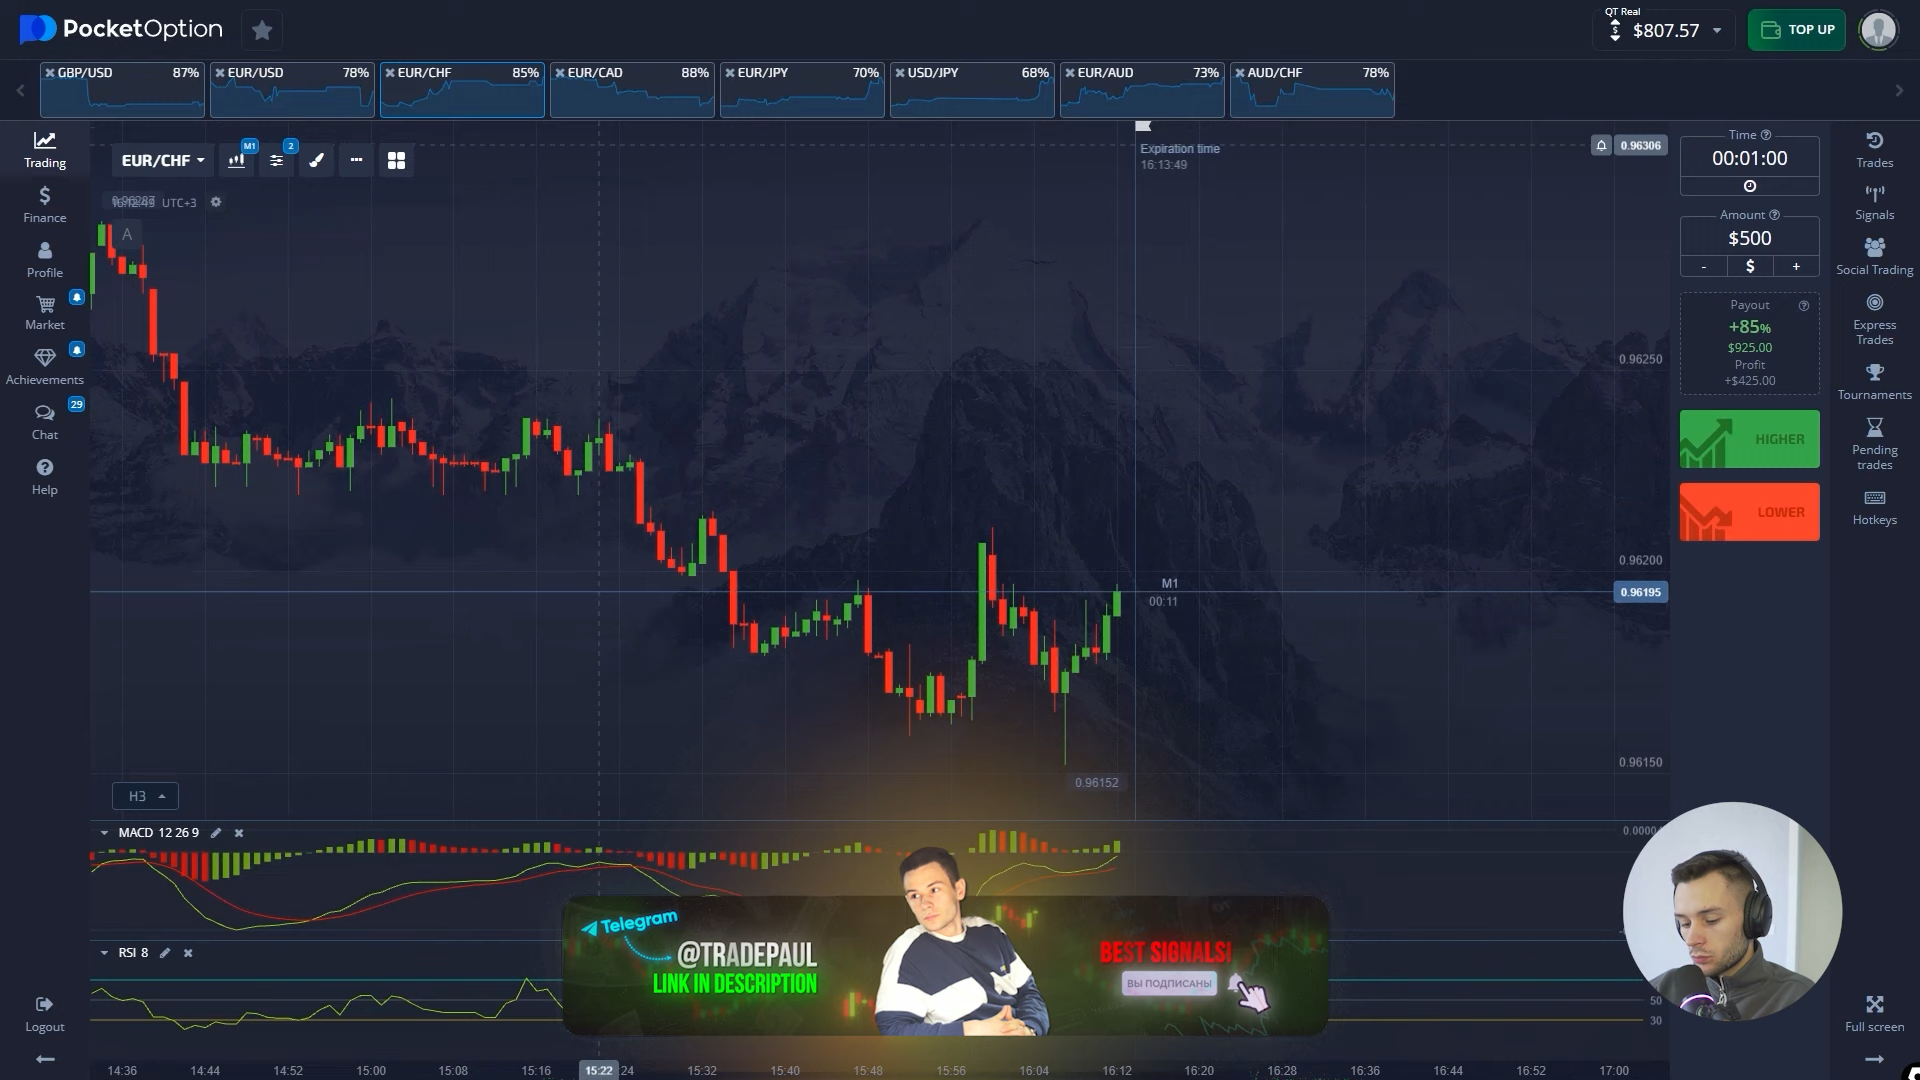 PocketOption
QT Real
$807.57
TOP UP
GBP/USD 87%
EUR/USD 78%
EUR/CHF 85%
EUR/CAD 88%
EUR/JPY 70%
USD/JPY 68%
EUR/AUD 73%
AUD/CHF 78%
Trading
Finance
Profile
Market
Achievements
29
Chat
Help
Logout
EUR/CHF
M1
2
UTC+3
A
Expiration time
16:13:49
0.96306
0.96250
0.96200
0.96195
0.96150
M1
00:11
0.96152
H3
MACD 12 26 9
RSI 8
50
30
Telegram
@TRADEPAUL
LINK IN DESCRIPTION
BEST SIGNALS!
ВЫ ПОДПИСАНЫ
14:36 14:44 14:52 15:00 15:08 15:16 15:22 :24 15:32 15:40 15:48 15:56 16:04 16:12 16:20 16:28 16:36 16:44 16:52 17:00
Time
00:01:00
Amount
$500
- $ +
Payout
+85%
$925.00
Profit
+$425.00
HIGHER
LOWER
Trades
Signals
Social Trading
Express
Trades
Tournaments
Pending
trades
Hotkeys
Full screen